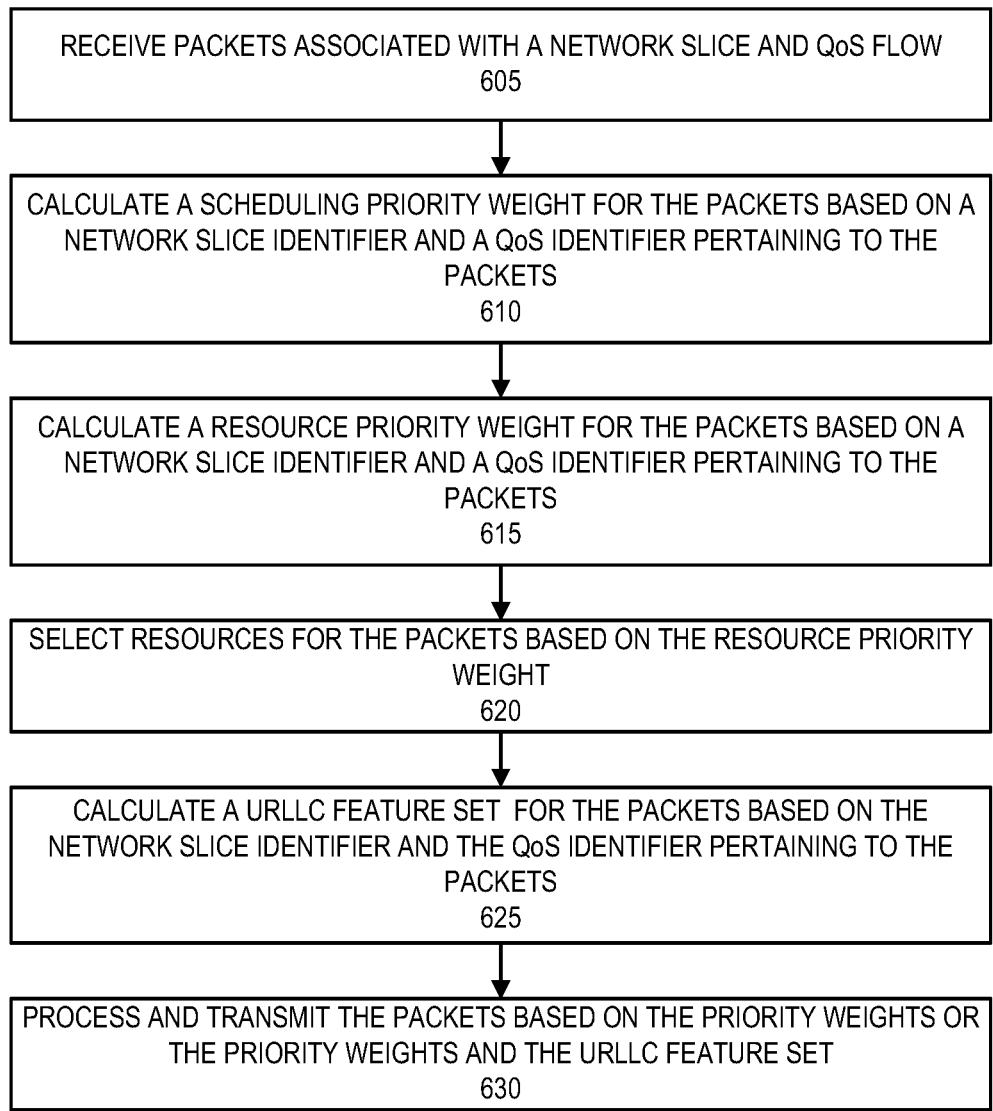 RECEIVE PACKETS ASSOCIATED WITH A NETWORK SLICE AND QoS FLOW
605
CALCULATE A SCHEDULING PRIORITY WEIGHT FOR THE PACKETS BASED ON A
NETWORK SLICE IDENTIFIER AND A QoS IDENTIFIER PERTAINING TO THE
PACKETS
610
CALCULATE A RESOURCE PRIORITY WEIGHT FOR THE PACKETS BASED ON A
NETWORK SLICE IDENTIFIER AND A QoS IDENTIFIER PERTAINING TO THE
PACKETS
615
SELECT RESOURCES FOR THE PACKETS BASED ON THE RESOURCE PRIORITY
WEIGHT
620
CALCULATE A URLLC FEATURE SET FOR THE PACKETS BASED ON THE
NETWORK SLICE IDENTIFIER AND THE QoS IDENTIFIER PERTAINING TO THE
PACKETS
625
PROCESS AND TRANSMIT THE PACKETS BASED ON THE PRIORITY WEIGHTS OR
THE PRIORITY WEIGHTS AND THE URLLC FEATURE SET
630